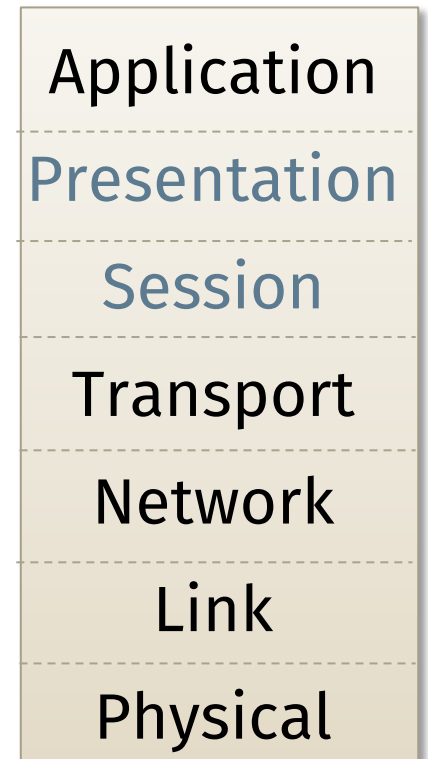 Application
Presentation
Session
Transport
Network
Link
Physical